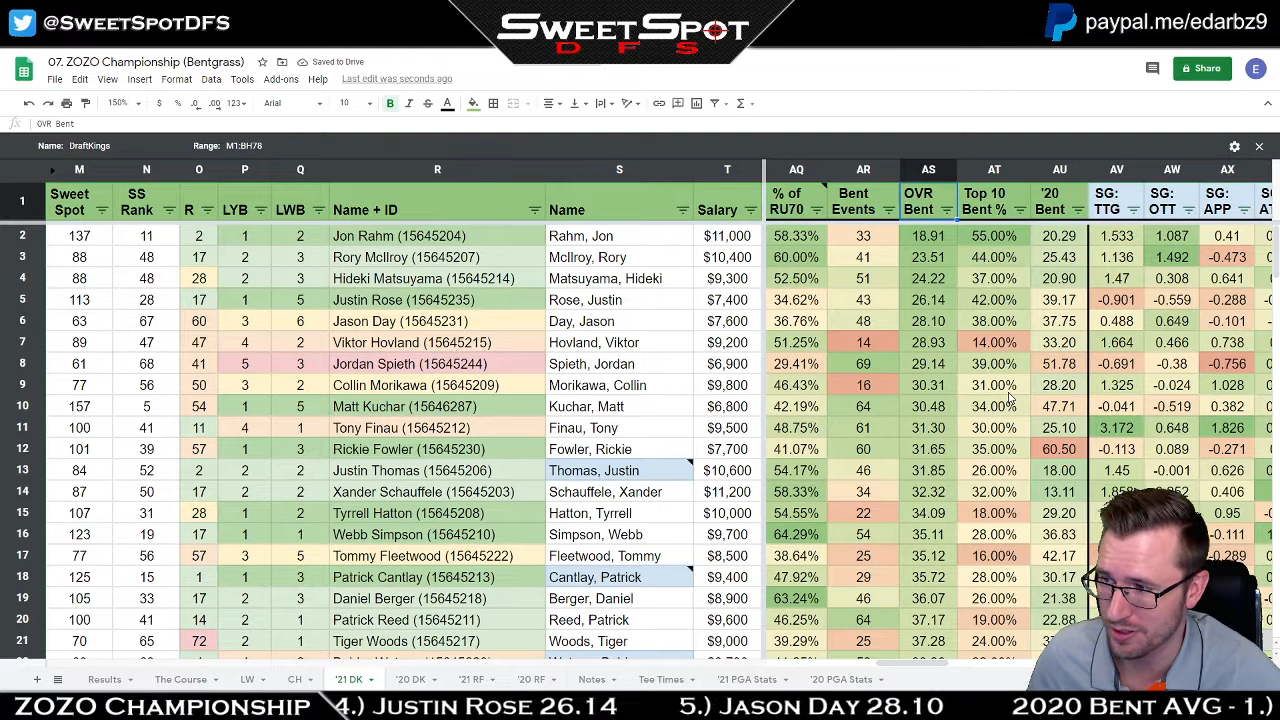 @SweetSpotDFS
SweetSpot
DFS
paypal.me/edarbz9
07. ZOZO Championship (Bentgrass)
Saved to Drive
File Edit View Insert Format Data Tools Add-ons Help Last edit was seconds ago
Share
E
150% $ % .0 .00 123 Arial 10 B I S A
fx OVR Bent
Name: DraftKings Range: M1:BH78
M N O P Q R S T AQ AR AS AT AU AV AW AX
1 Sweet Spot SS Rank R LYB LWB Name + ID Name Salary % of RU70 Bent Events OVR Bent Top 10 Bent % '20 Bent SG: TTG SG: OTT SG: APP
2 137 11 2 1 2 Jon Rahm (15645204) Rahm, Jon $11,000 58.33% 33 18.91 55.00% 20.29 1.533 1.087 0.41
3 88 48 17 2 3 Rory McIlroy (15645207) McIlroy, Rory $10,400 60.00% 41 23.51 44.00% 25.43 1.136 1.492 -0.473
4 88 48 28 2 3 Hideki Matsuyama (15645214) Matsuyama, Hideki $9,300 52.50% 51 24.22 37.00% 20.90 1.47 0.308 0.641
5 113 28 17 1 5 Justin Rose (15645235) Rose, Justin $7,400 34.62% 43 26.14 42.00% 39.17 -0.901 -0.559 -0.288
6 63 67 60 3 6 Jason Day (15645231) Day, Jason $7,600 36.76% 48 28.10 38.00% 37.75 0.488 0.649 -0.101
7 89 47 47 4 2 Viktor Hovland (15645215) Hovland, Viktor $9,200 51.25% 14 28.93 14.00% 33.20 1.664 0.466 0.738
8 61 68 41 5 3 Jordan Spieth (15645244) Spieth, Jordan $6,900 29.41% 69 29.14 39.00% 51.78 -0.691 -0.38 -0.756
9 77 56 50 3 2 Collin Morikawa (15645209) Morikawa, Collin $9,800 46.43% 16 30.31 31.00% 28.20 1.325 -0.024 1.028
10 157 5 54 1 5 Matt Kuchar (15646287) Kuchar, Matt $6,800 42.19% 64 30.48 34.00% 47.71 -0.041 -0.519 0.382
11 100 41 11 4 1 Tony Finau (15645212) Finau, Tony $9,500 48.75% 61 31.30 30.00% 25.10 3.172 0.648 1.826
12 101 39 57 1 3 Rickie Fowler (15645230) Fowler, Rickie $7,700 41.07% 60 31.65 35.00% 60.50 -0.113 0.089 -0.271
13 84 52 2 2 2 Justin Thomas (15645206) Thomas, Justin $10,600 54.17% 46 31.85 26.00% 18.00 1.45 -0.001 0.626
14 87 50 17 2 2 Xander Schauffele (15645203) Schauffele, Xander $11,200 58.33% 34 32.32 32.00% 13.11 0.406
15 107 31 28 1 2 Tyrrell Hatton (15645208) Hatton, Tyrrell $10,000 54.55% 22 34.09 18.00% 29.20 0.95
16 123 19 17 1 1 Webb Simpson (15645210) Simpson, Webb $9,700 64.29% 54 35.11 28.00% 36.83 -0.111
17 77 56 57 3 5 Tommy Fleetwood (15645222) Fleetwood, Tommy $8,500 38.64% 25 35.12 16.00% 42.17 -0.289
18 125 15 1 1 3 Patrick Cantlay (15645213) Cantlay, Patrick $9,400 47.92% 29 35.72 28.00% 30.17
19 105 33 17 1 1 Daniel Berger (15645218) Berger, Daniel $8,900 63.24% 46 36.07 26.00% 21.38
20 100 41 14 2 1 Patrick Reed (15645211) Reed, Patrick $9,600 46.25% 64 37.17 19.00% 22.88
21 70 65 72 2 1 Tiger Woods (15645217) Woods, Tiger $9,000 39.29% 25 37.28 24.00%
Results The Course LW CH '21 DK '20 DK '21 RF '20 RF Notes Tee Times '21 PGA Stats '20 PGA Stats
ZOZO Championship 4.) Justin Rose 26.14 5.) Jason Day 28.10 2020 Bent AVG - 1.)